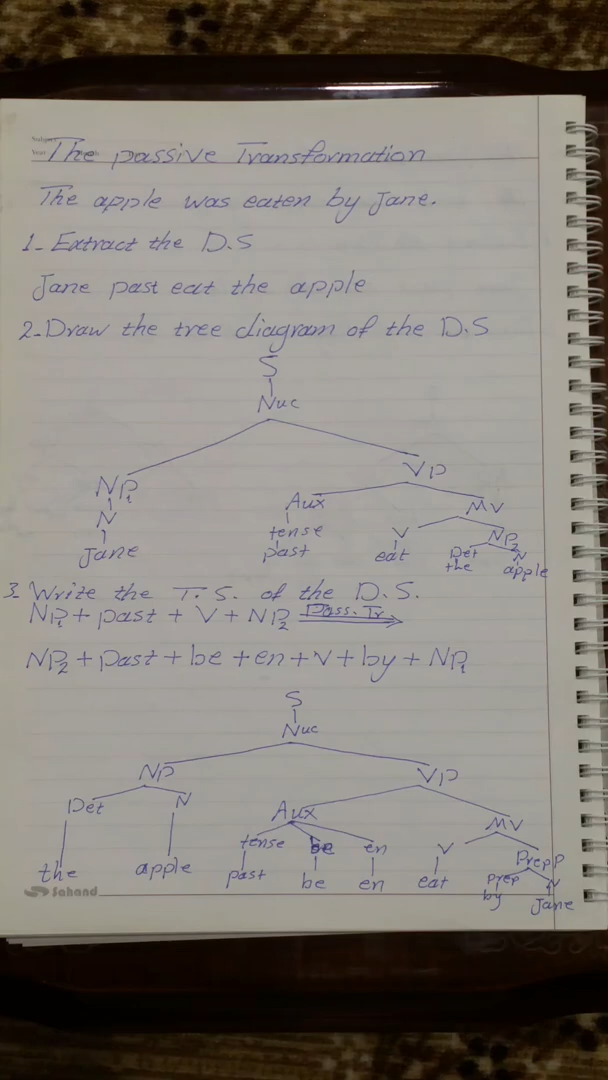 The passive Transformation
The apple was eaten by Jane.
1- Extract the D.S
Jane past eat the apple
2- Draw the tree diagram of the D.S
S
Nuc
NP1 VP
N Aux MV
Jane tense V NP2
past eat Det N
the apple
3. Write the T.S. of the D.S.
NP1 + past + V + NP2 Pass. Tr.
NP2 + past + be + en + V + by + NP1
S
Nuc
NP VP
Det N Aux MV
tense be en V PrepP
the apple past be en eat Prep N
by Jane
Sahand